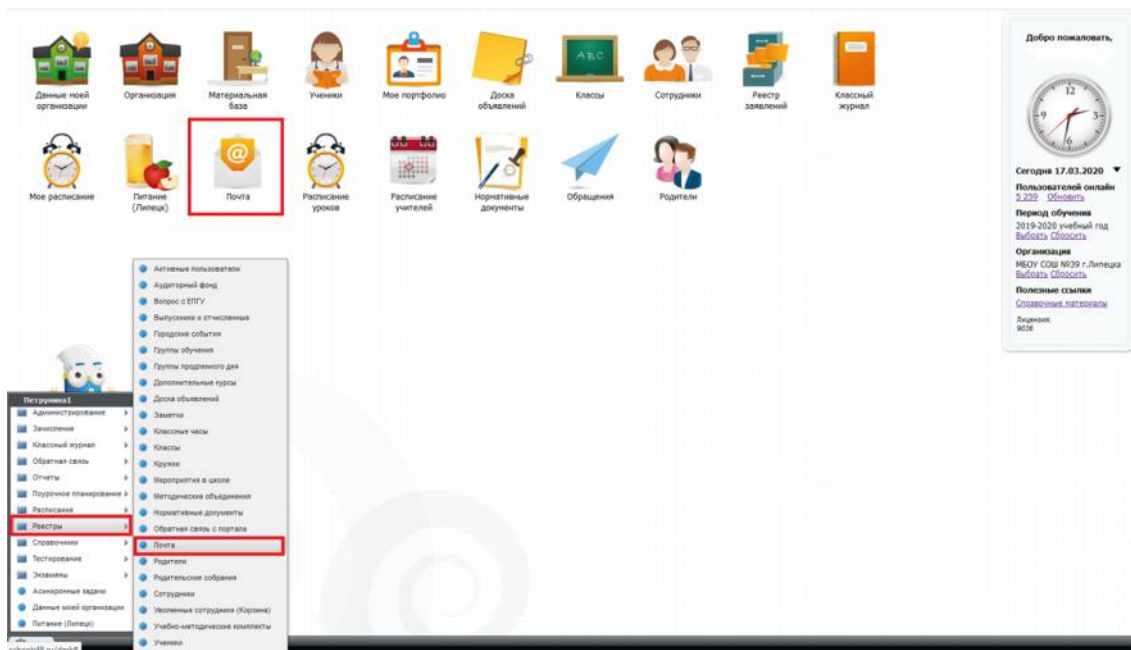 Данные моей
организации
Организация
Материальная
база
Ученики
Мое портфолио
Доска
объявлений
ABC
Классы
Сотрудники
Реестр
заявлений
Классный
журнал
Мое расписание
Питание
(Липецк)
@
Почта
Расписание
уроков
Расписание
учителей
Нормативные
документы
Обращения
Родители
Добро пожаловать,
12
3
6
9
Сегодня 17.03.2020
Пользователей онлайн
5 259 Обновить
Период обучения
2019-2020 учебный год
Выбрать Сбросить
Организация
МБОУ СОШ №39 г.Липецка
Выбрать Сбросить
Полезные ссылки
Справочные материалы
Лицензия:
9036
Петрунина1
Администрирование
Зачисление
Классный журнал
Обратная связь
Отчеты
Поурочное планирование
Расписание
Реестры
Справочники
Тестирование
Экзамены
Асинхронные задачи
Данные моей организации
Питание (Липецк)
Активные пользователи
Аудиторный фонд
Вопрос с ЕПГУ
Выпускники и отчисленные
Городские события
Группы обучения
Группы продленного дня
Дополнительные курсы
Доска объявлений
Заметки
Классные часы
Классы
Кружки
Мероприятия в школе
Методические объединения
Нормативные документы
Обратная связь с портала
Почта
Родители
Родительские собрания
Сотрудники
Уволенные сотрудники (Корзина)
Учебно-методические комплекты
Ученики